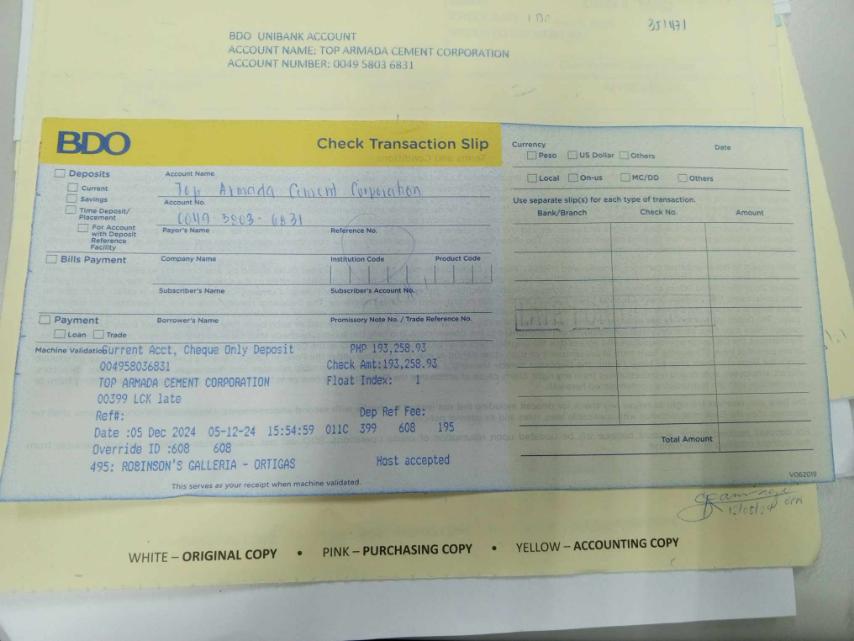 351471
BDO UNIBANK ACCOUNT
ACCOUNT NAME: TOP ARMADA CEMENT CORPORATION
ACCOUNT NUMBER: 0049 5803 6831
BDO
Check Transaction Slip
Currency
Date
Peso US Dollar Others
Local On-us MC/DD Others
Use separate slip(s) for each type of transaction.
Bank/Branch Check No. Amount
Deposits
Current
Savings
Time Deposit/
Placement
For Account
with Deposit
Reference
Facility
Account Name
Top Armada Cement Corporation
Account No.
0049 5803-6831
Payor's Name Reference No.
Bills Payment
Company Name Institution Code Product Code
Subscriber's Name Subscriber's Account No.
Payment
Loan Trade
Borrower's Name Promissory Note No. / Trade Reference No.
Machine Validation
Current Acct, Cheque Only Deposit PHP 193,258.93
004958036831 Check Amt:193,258.93
TOP ARMADA CEMENT CORPORATION Float Index: 1
00399 LCK late
Ref#: Dep Ref Fee:
Date :05 Dec 2024 05-12-24 15:54:59 011C 399 608 195
Override ID :608 608
495: ROBINSON'S GALLERIA - ORTIGAS Host accepted
This serves as your receipt when machine validated.
Total Amount
VO62019
12/05/24
WHITE – ORIGINAL COPY • PINK – PURCHASING COPY • YELLOW – ACCOUNTING COPY